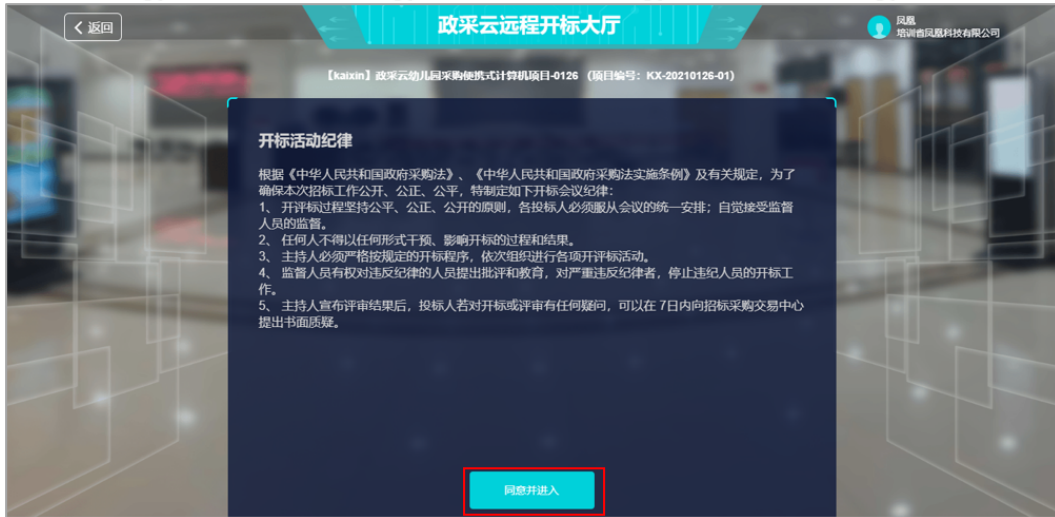 返回
政采云远程开标大厅
凤凰
培训省凤凰科技有限公司
【kaixin】政采云幼儿园采购便携式计算机项目-0126 (项目编号: KX-20210126-01)
开标活动纪律
根据《中华人民共和国政府采购法》、《中华人民共和国政府采购法实施条例》及有关规定，为了
确保本次招标工作公开、公正、公平，特制定如下开标会议纪律：
1、 开评标过程坚持公平、公正、公开的原则，各投标人必须服从会议的统一安排；自觉接受监督
人员的监督。
2、 任何人不得以任何形式干预、影响开标的过程和结果。
3、 主持人必须严格按规定的开标程序，依次组织进行各项开评标活动。
4、 监督人员有权对违反纪律的人员提出批评和教育，对严重违反纪律者，停止违纪人员的开标工
作。
5、 主持人宣布评审结果后，投标人若对开标或评审有任何疑问，可以在 7日内向招标采购交易中心
提出书面质疑。
同意并进入